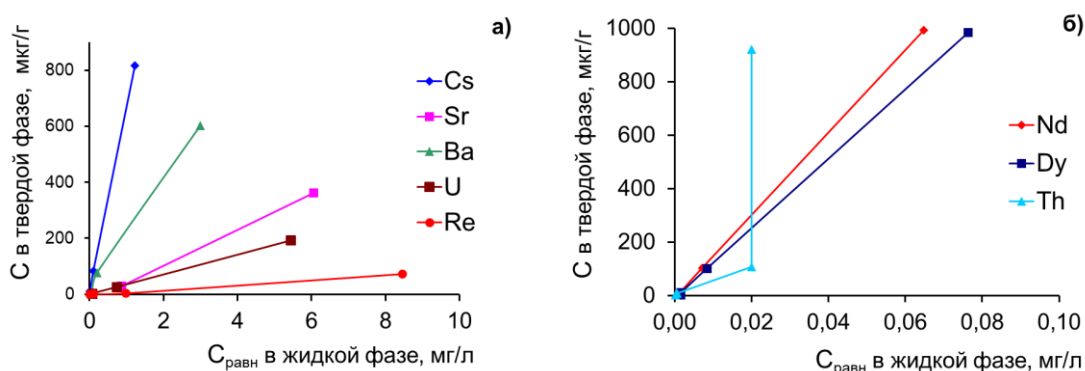 а)
С в твердой фазе, мкг/г
800
600
400
200
0
0
2
4
6
8
10
Cs
Sr
Ba
U
Re
Сравн в жидкой фазе, мг/л
б)
С в твердой фазе, мкг/г
1000
800
600
400
200
0
0,00
0,02
0,04
0,06
0,08
0,10
Nd
Dy
Th
Сравн в жидкой фазе, мг/л